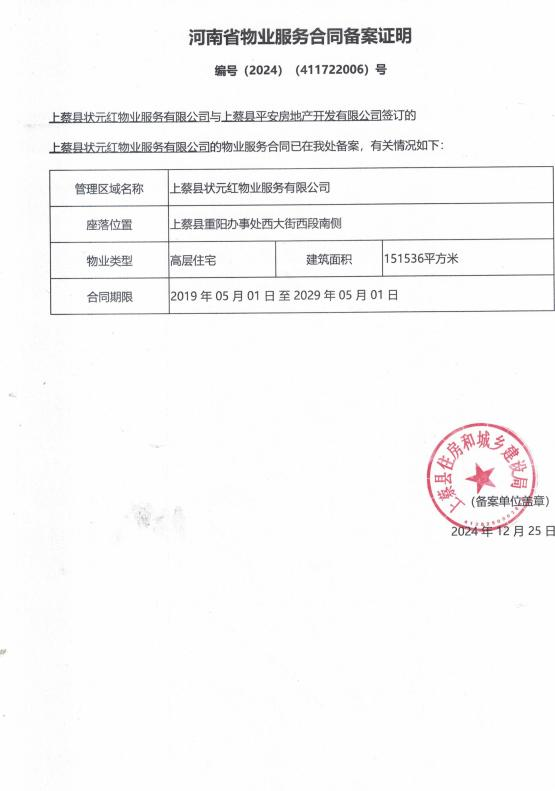 河南省物业服务合同备案证明
编号（2024）（411722006）号
上蔡县状元红物业服务有限公司与上蔡县平安房地产开发有限公司签订的
上蔡县状元红物业服务有限公司的物业服务合同已在我处备案，有关情况如下：
管理区域名称 上蔡县状元红物业服务有限公司
座落位置 上蔡县重阳办事处西大街西段南侧
物业类型 高层住宅 建筑面积 151536平方米
合同期限 2019 年 05 月 01 日 至 2029 年 05 月 01 日
上蔡县住房和城乡建设局
（备案单位盖章）
2024 年 12 月 25 日